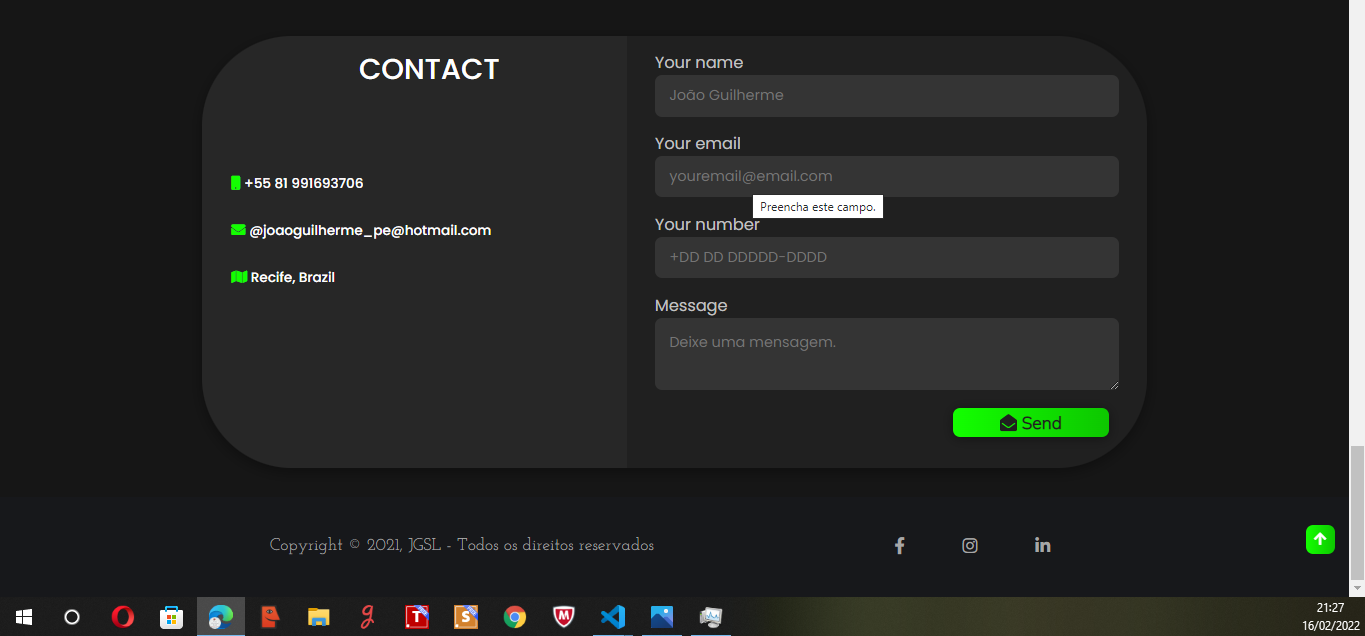 CONTACT
+55 81 991693706
@joaoguilherme_pe@hotmail.com
Recife, Brazil
Your name
João Guilherme
Your email
youremail@email.com
Preencha este campo.
Your number
+DD DD DDDDD-DDDD
Message
Deixe uma mensagem.
Send
Copyright © 2021, JGSL - Todos os direitos reservados
21:27
16/02/2022